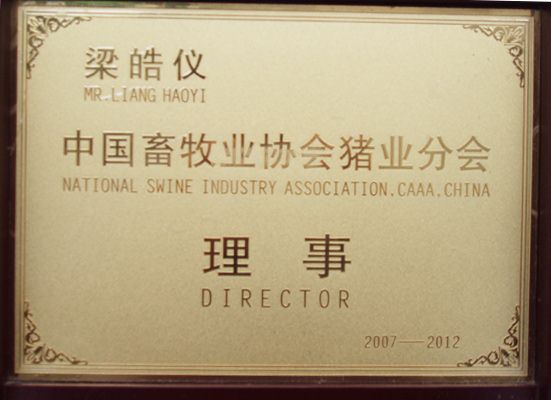 梁皓仪
MR.LIANG HAOYI
中国畜牧业协会猪业分会
NATIONAL SWINE INDUSTRY ASSOCIATION,CAAA,CHINA
理 事
DIRECTOR
2007——2012